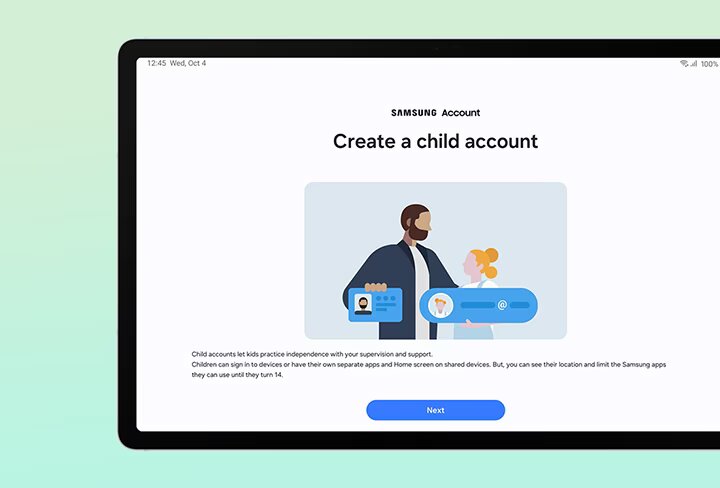 12:45 Wed, Oct 4
100%
SAMSUNG Account
Create a child account
@
Child accounts let kids practice independence with your supervision and support.
Children can sign in to devices or have their own separate apps and Home screen on shared devices. But, you can see their location and limit the Samsung apps
they can use until they turn 14.
Next